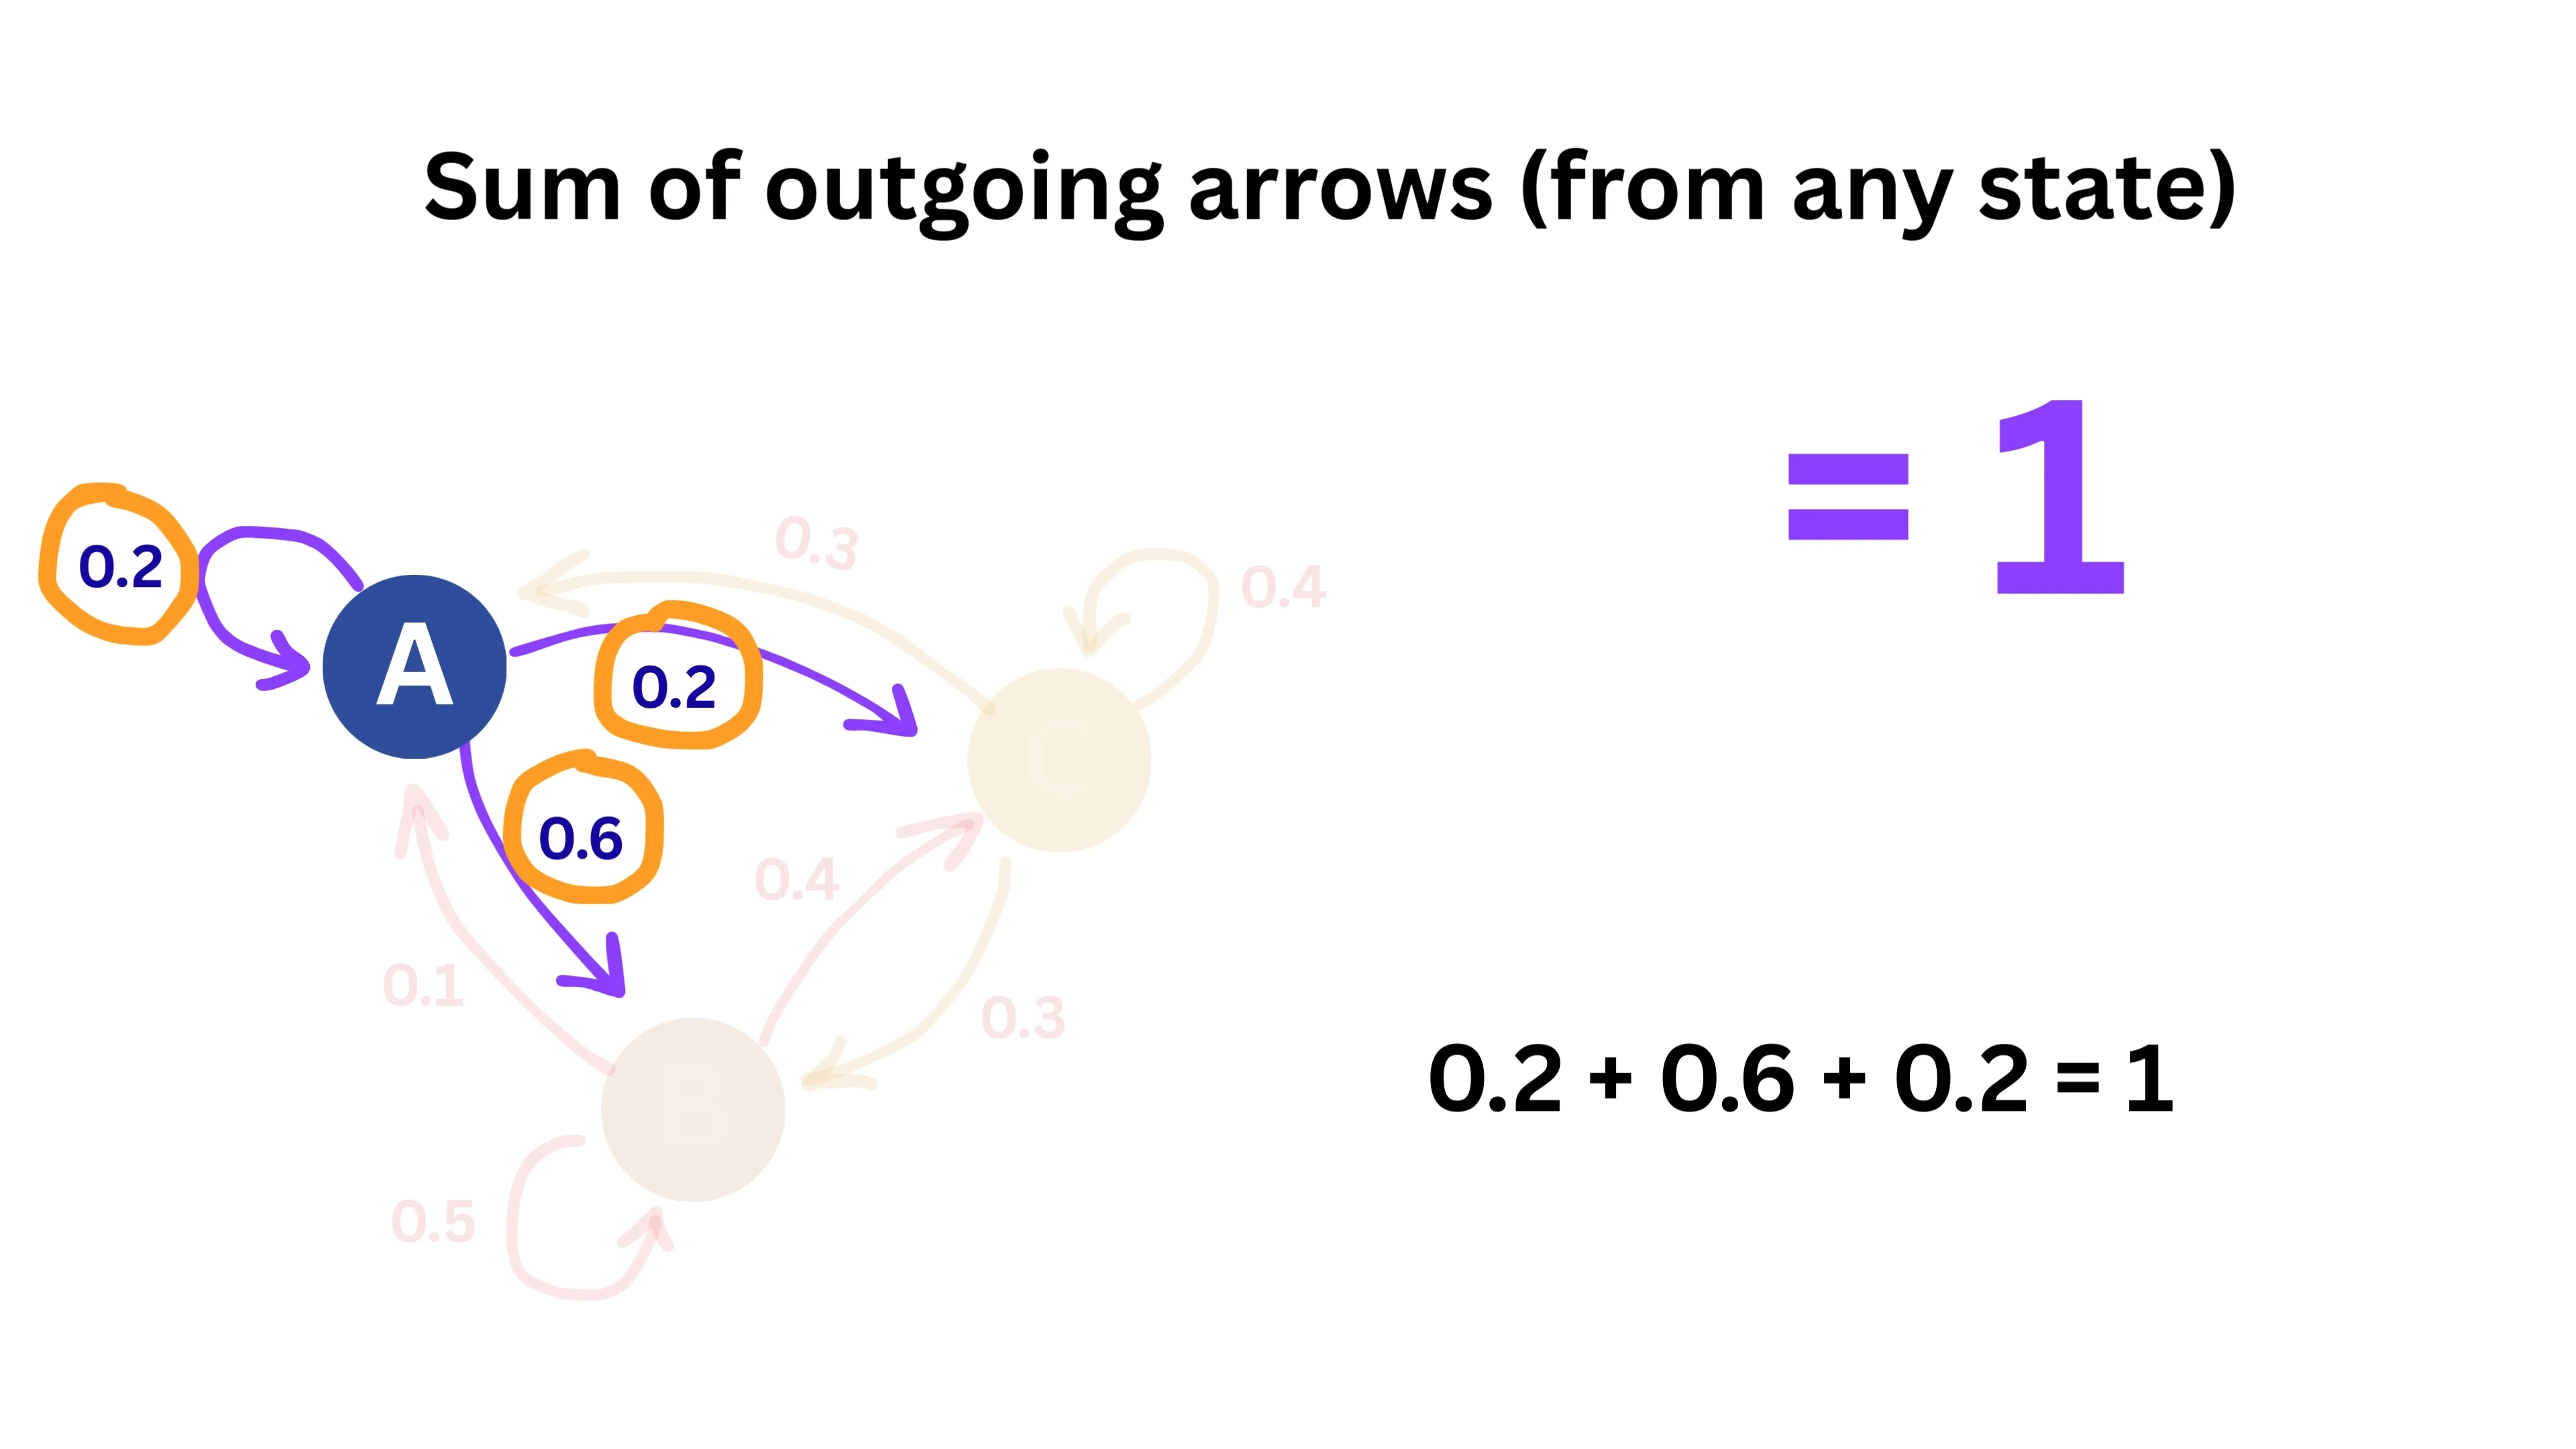 Sum of outgoing arrows (from any state)
= 1
0.2
A
0.3
0.4
0.2
C
0.6
0.4
0.1
0.3
B
0.5
0.2 + 0.6 + 0.2 = 1